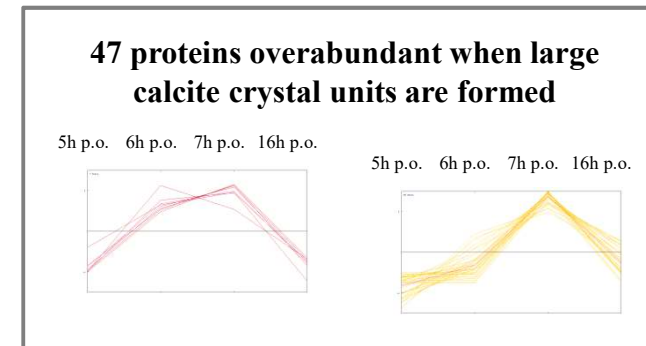 47 proteins overabundant when large
calcite crystal units are formed
5h p.o. 6h p.o. 7h p.o. 16h p.o.
5h p.o. 6h p.o. 7h p.o. 16h p.o.